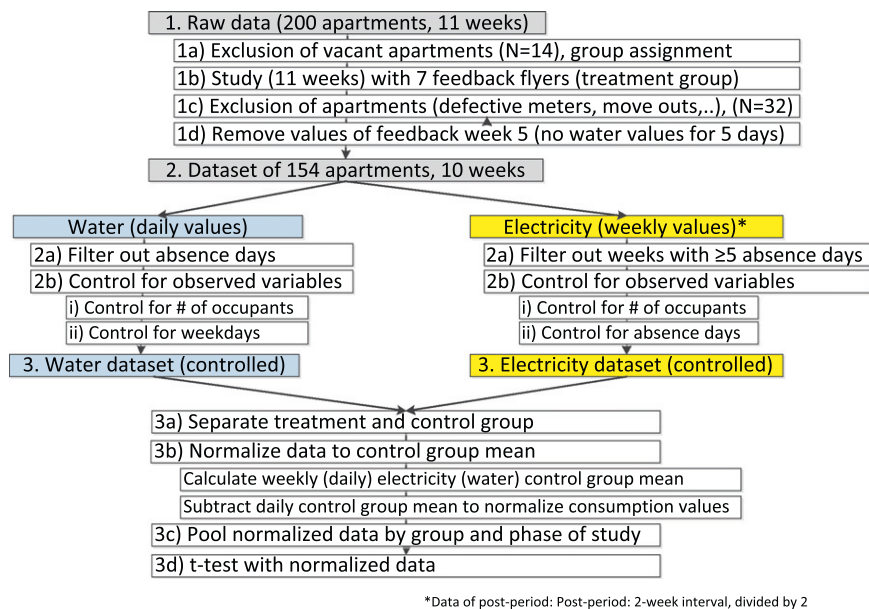 1. Raw data (200 apartments, 11 weeks)
1a) Exclusion of vacant apartments (N=14), group assignment
1b) Study (11 weeks) with 7 feedback flyers (treatment group)
1c) Exclusion of apartments (defective meters, move outs,..), (N=32)
1d) Remove values of feedback week 5 (no water values for 5 days)
2. Dataset of 154 apartments, 10 weeks
Water (daily values)
2a) Filter out absence days
2b) Control for observed variables
i) Control for # of occupants
ii) Control for weekdays
3. Water dataset (controlled)
Electricity (weekly values)*
2a) Filter out weeks with ≥5 absence days
2b) Control for observed variables
i) Control for # of occupants
ii) Control for absence days
3. Electricity dataset (controlled)
3a) Separate treatment and control group
3b) Normalize data to control group mean
Calculate weekly (daily) electricity (water) control group mean
Subtract daily control group mean to normalize consumption values
3c) Pool normalized data by group and phase of study
3d) t-test with normalized data
*Data of post-period: Post-period: 2-week interval, divided by 2